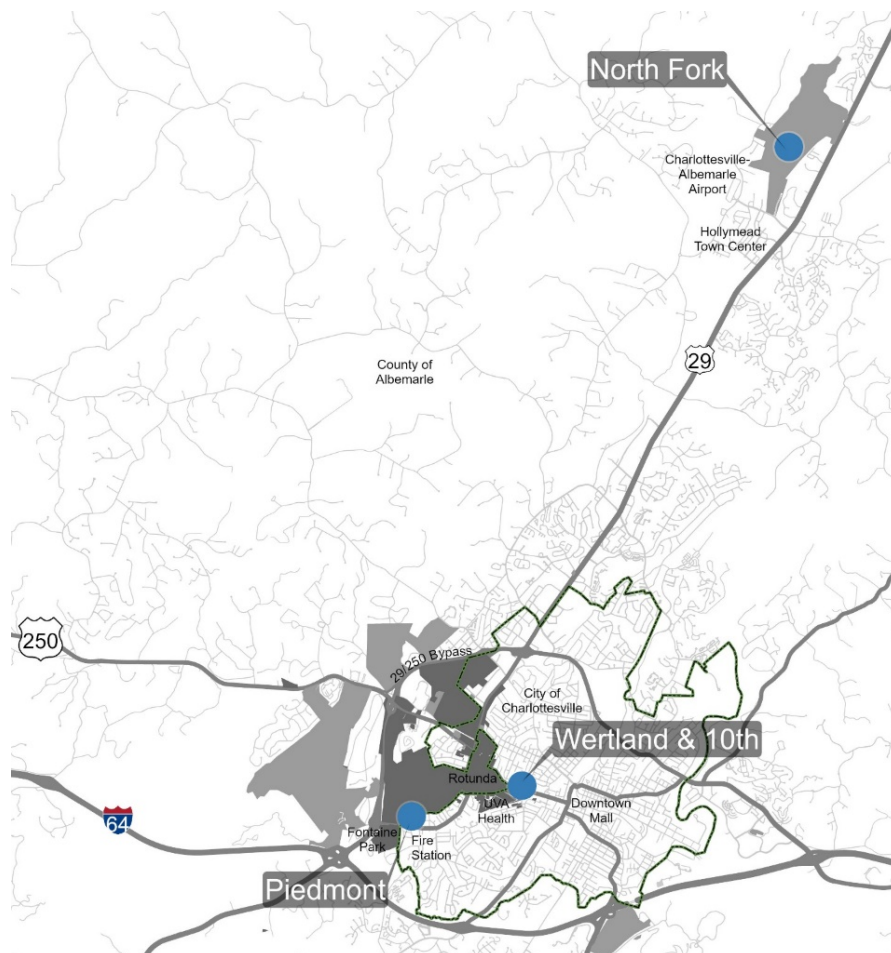 North Fork
Charlottesville-
Albemarle
Airport
Hollymead
Town Center
29
County of
Albemarle
250
29/250 Bypass
City of
Charlottesville
Wertland & 10th
Rotunda
UVA
Health
Downtown
Mall
64
Fontaine
Park
Fire
Station
Piedmont